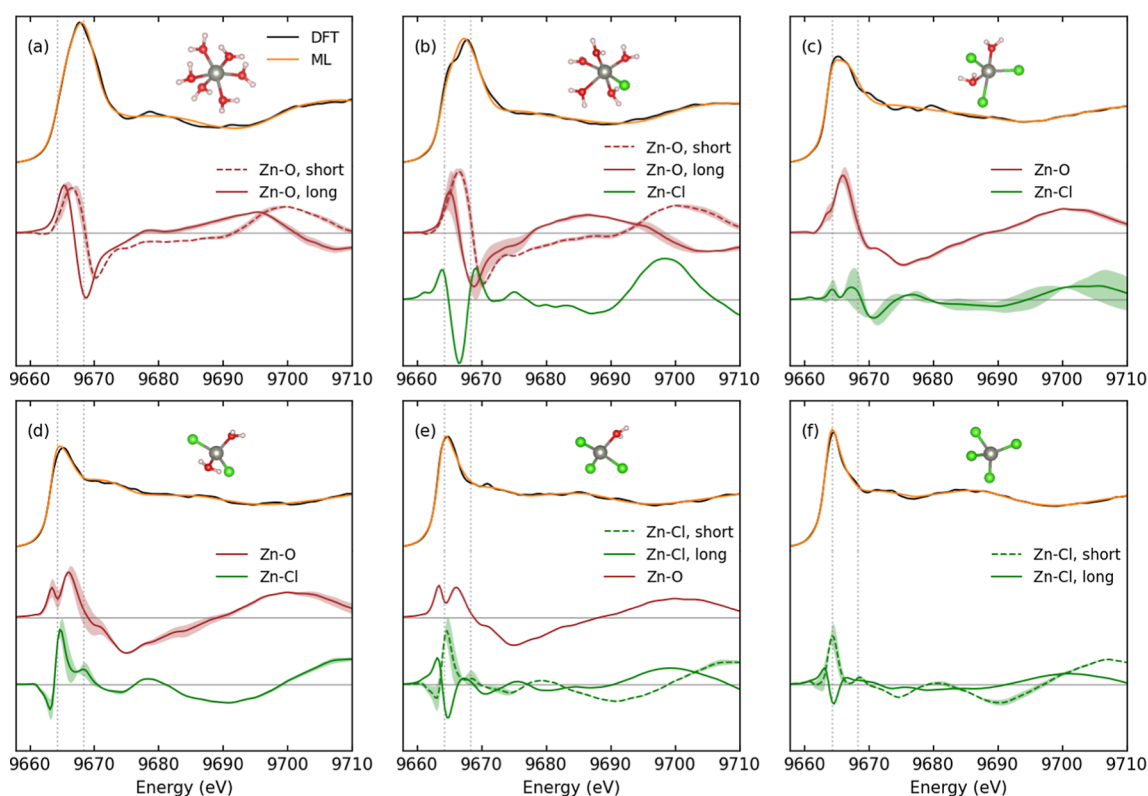 (a)
DFT
ML
Zn-O, short
Zn-O, long
9660 9670 9680 9690 9700 9710
(b)
Zn-O, short
Zn-O, long
Zn-Cl
9660 9670 9680 9690 9700 9710
(c)
Zn-O
Zn-Cl
9660 9670 9680 9690 9700 9710
(d)
Zn-O
Zn-Cl
9660 9670 9680 9690 9700 9710
Energy (eV)
(e)
Zn-Cl, short
Zn-Cl, long
Zn-O
9660 9670 9680 9690 9700 9710
Energy (eV)
(f)
Zn-Cl, short
Zn-Cl, long
9660 9670 9680 9690 9700 9710
Energy (eV)